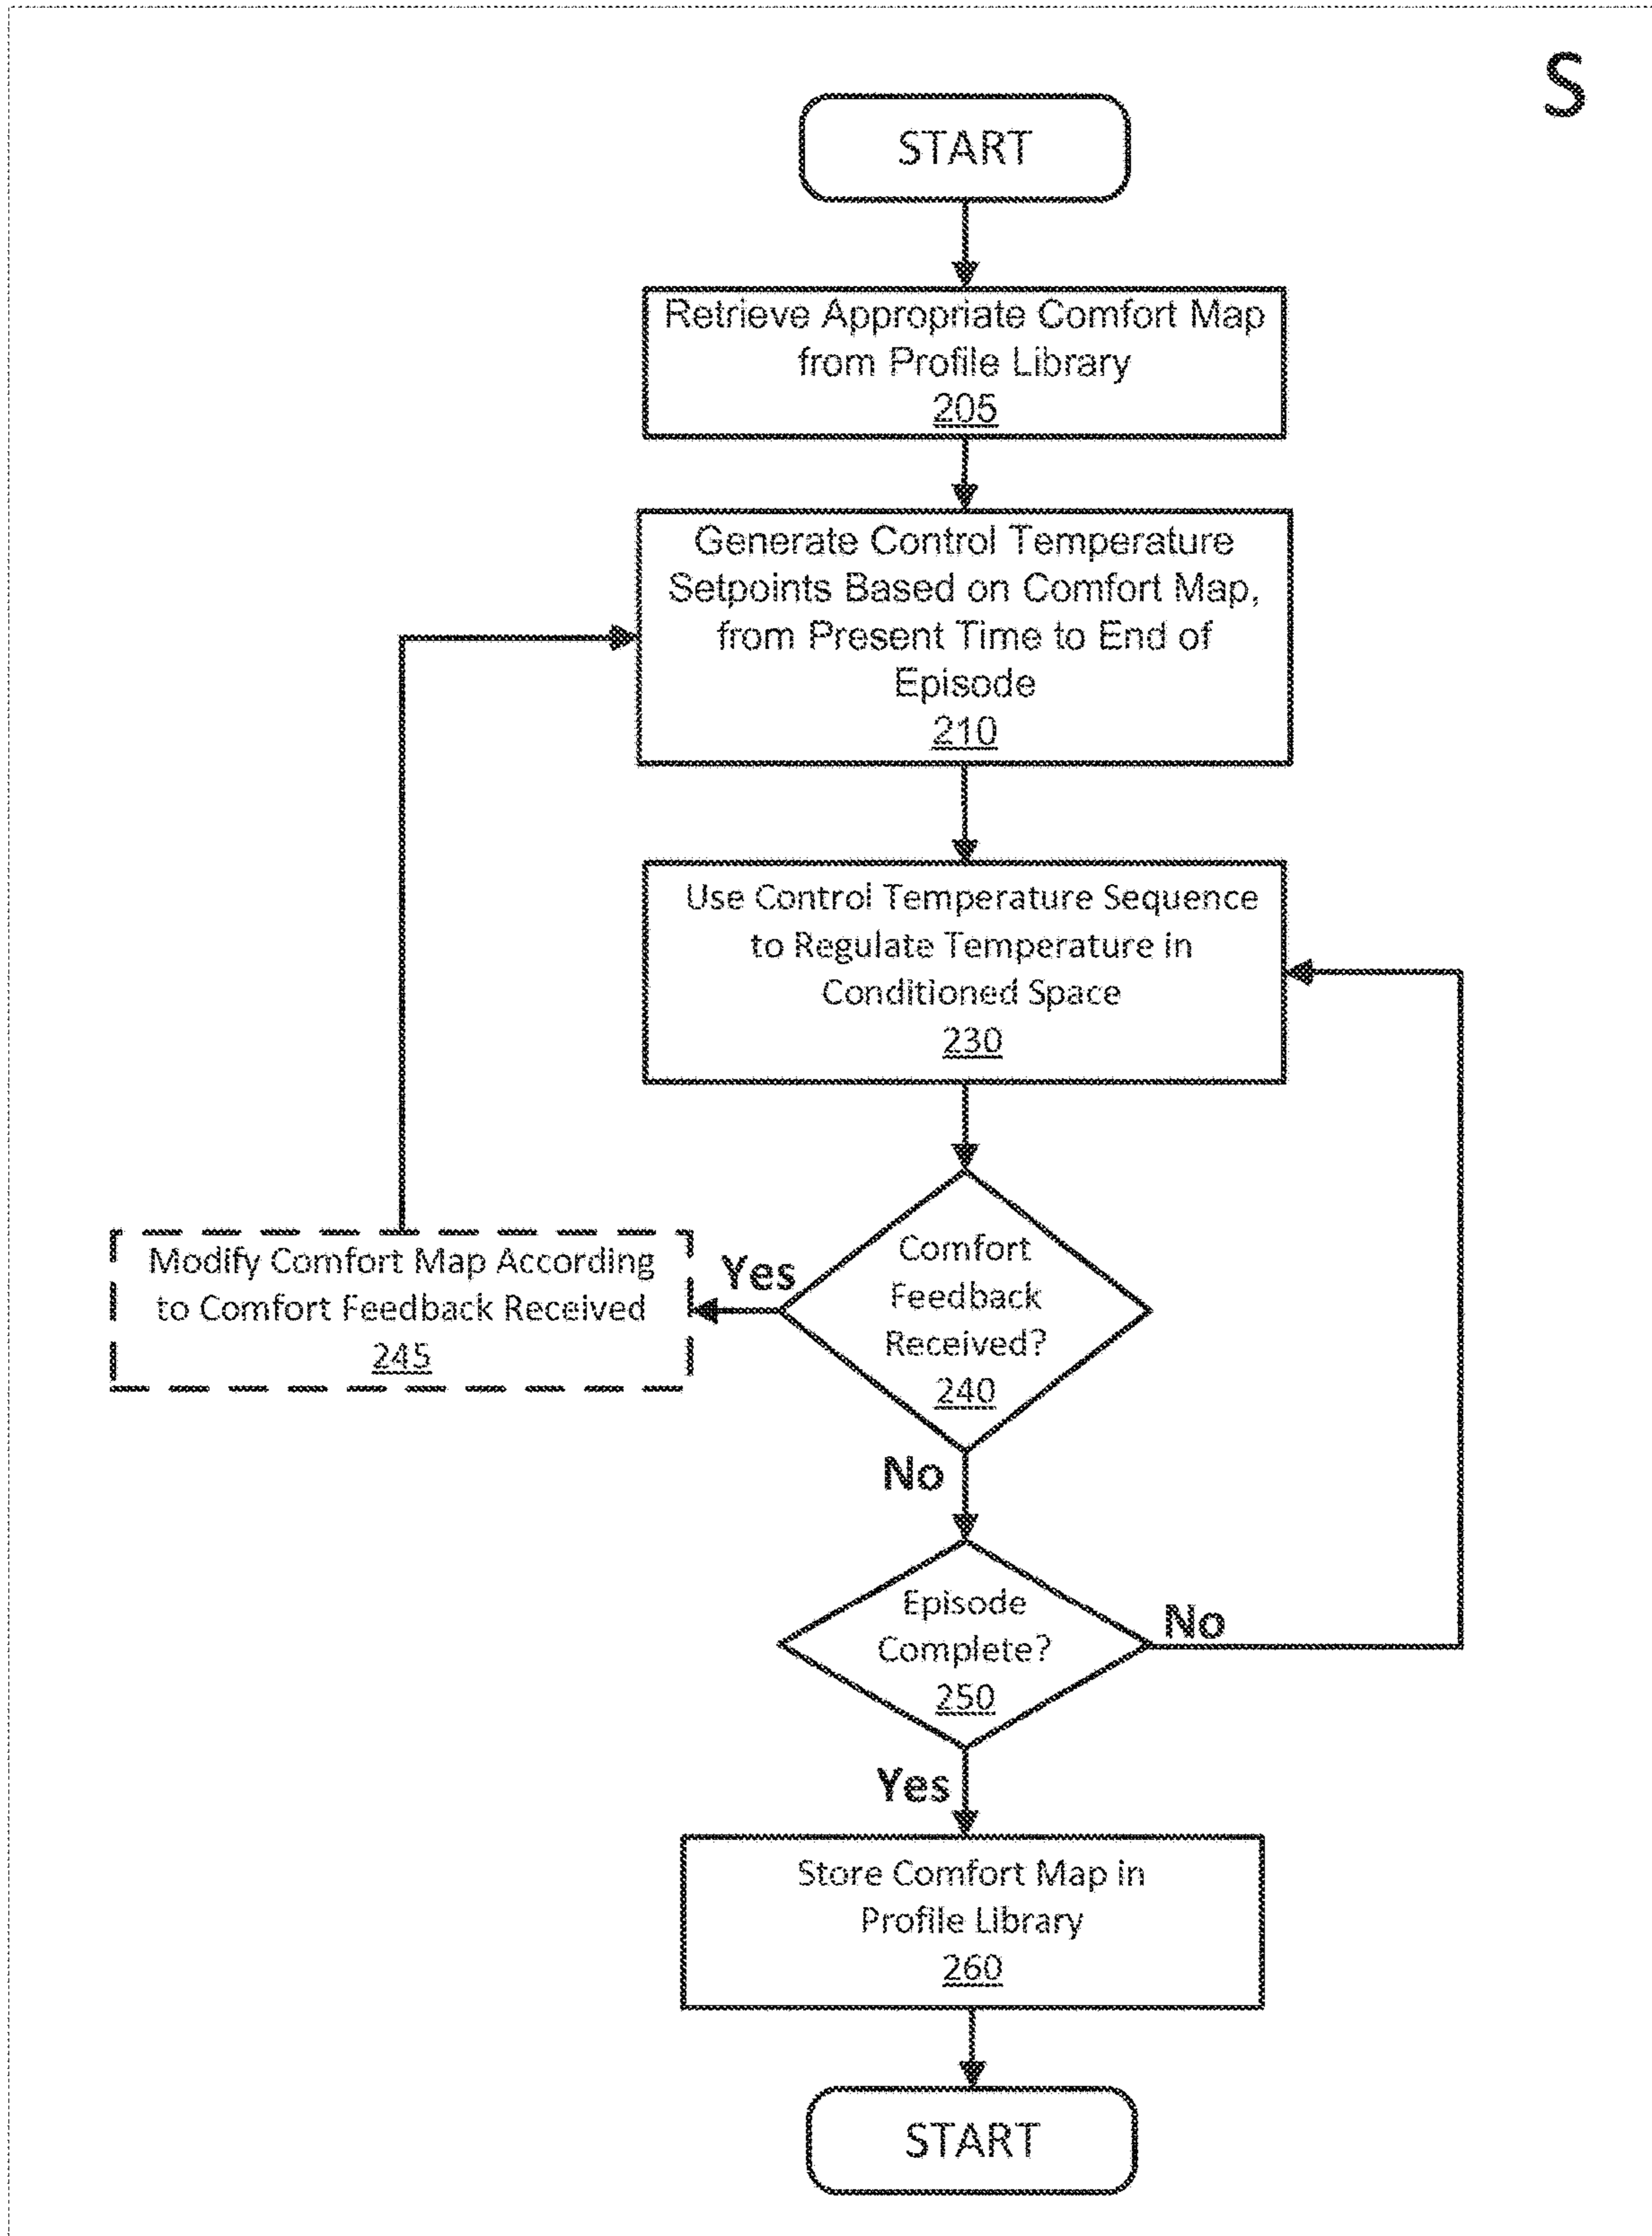 S
START
Retrieve Appropriate Comfort Map
from Profile Library
205
Generate Control Temperature
Setpoints Based on Comfort Map,
from Present Time to End of
Episode
210
Use Control Temperature Sequence
to Regulate Temperature in
Conditioned Space
230
Comfort
Feedback
Received?
240
Yes
Modify Comfort Map According
to Comfort Feedback Received
245
No
Episode
Complete?
250
No
Yes
Store Comfort Map in
Profile Library
260
START